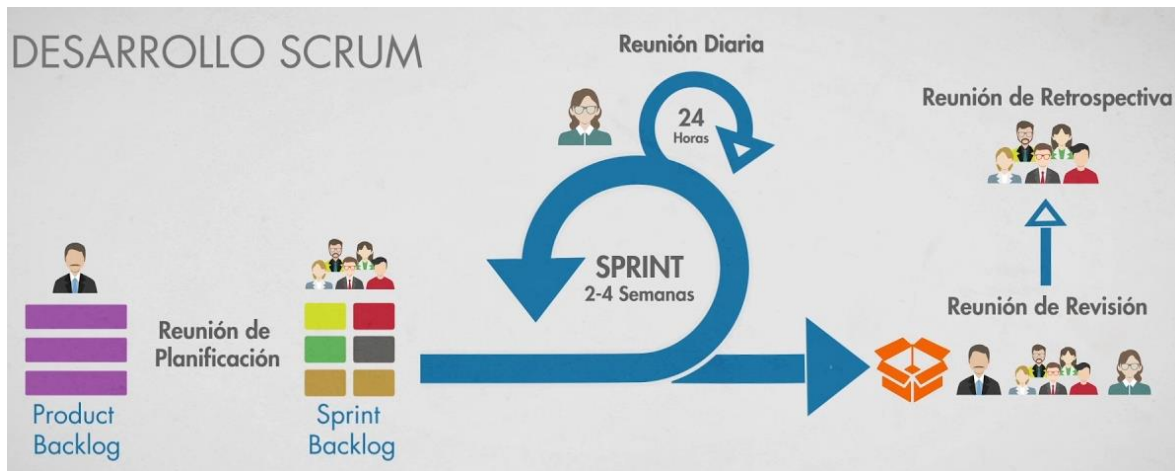 DESARROLLO SCRUM
Reunión Diaria
24
Horas
Reunión de Retrospectiva
SPRINT
2-4 Semanas
Reunión de Revisión
Reunión de
Planificación
Product
Backlog
Sprint
Backlog